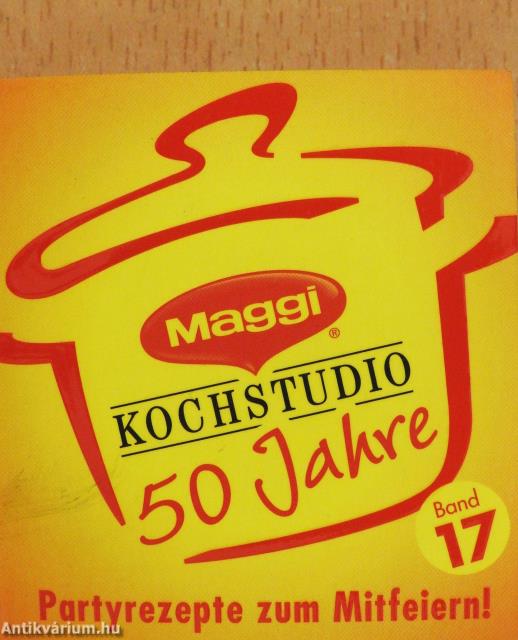 Maggi®
KOCHSTUDIO
50 Jahre
Band
17
Partyrezepte zum Mitfeiern!
Antikvárium.hu